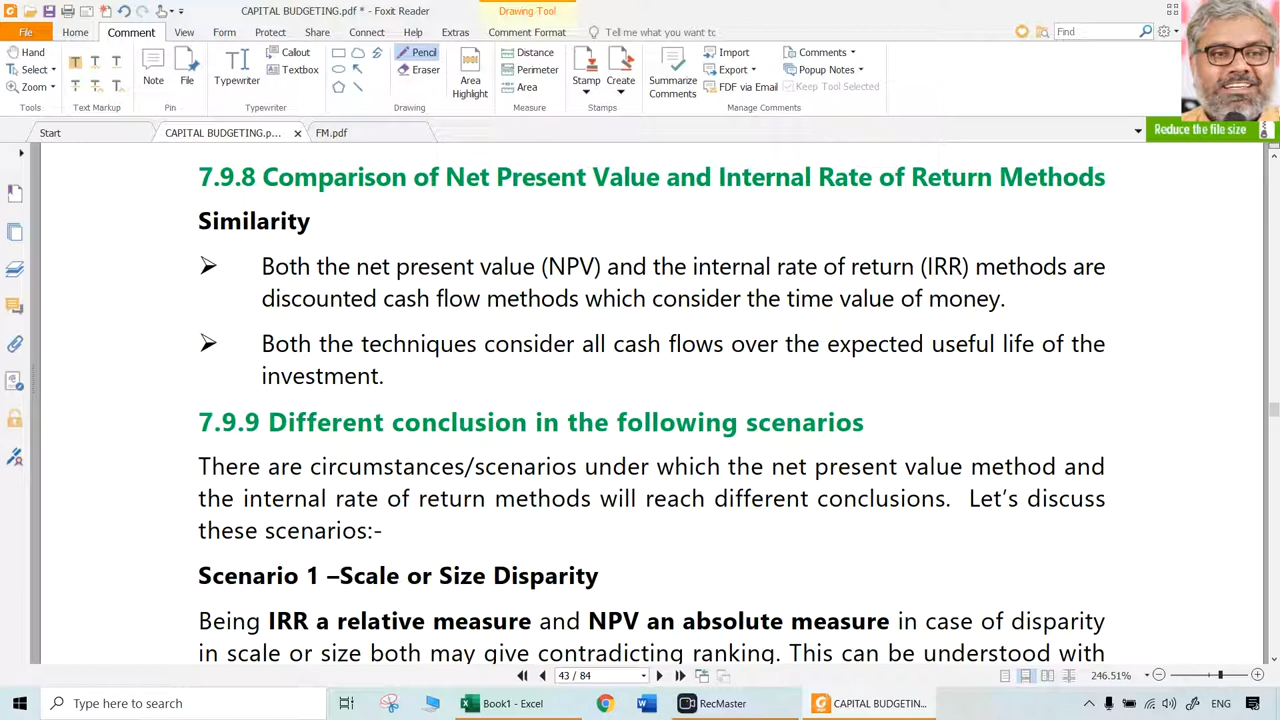 CAPITAL BUDGETING.pdf * - Foxit Reader
Drawing Tool
File Home Comment View Form Protect Share Connect Help Extras Comment Format Tell me what you want to Find
Hand
Select
Zoom
Tools
Text Markup
Note
File
Pin
Typewriter
Callout
Textbox
Typewriter
Pencil
Eraser
Drawing
Area Highlight
Distance
Perimeter
Area
Measure
Stamp
Create
Stamps
Summarize Comments
Import
Export
FDF via Email
Comments
Popup Notes
Keep Tool Selected
Manage Comments
Start
CAPITAL BUDGETING.p...
FM.pdf
Reduce the file size
7.9.8 Comparison of Net Present Value and Internal Rate of Return Methods
Similarity
Both the net present value (NPV) and the internal rate of return (IRR) methods are
discounted cash flow methods which consider the time value of money.
Both the techniques consider all cash flows over the expected useful life of the
investment.
7.9.9 Different conclusion in the following scenarios
There are circumstances/scenarios under which the net present value method and
the internal rate of return methods will reach different conclusions. Let's discuss
these scenarios:-
Scenario 1 –Scale or Size Disparity
Being IRR a relative measure and NPV an absolute measure in case of disparity
in scale or size both may give contradicting ranking. This can be understood with
43 / 84
246.51%
Type here to search
Book1 - Excel
RecMaster
CAPITAL BUDGETIN...
ENG